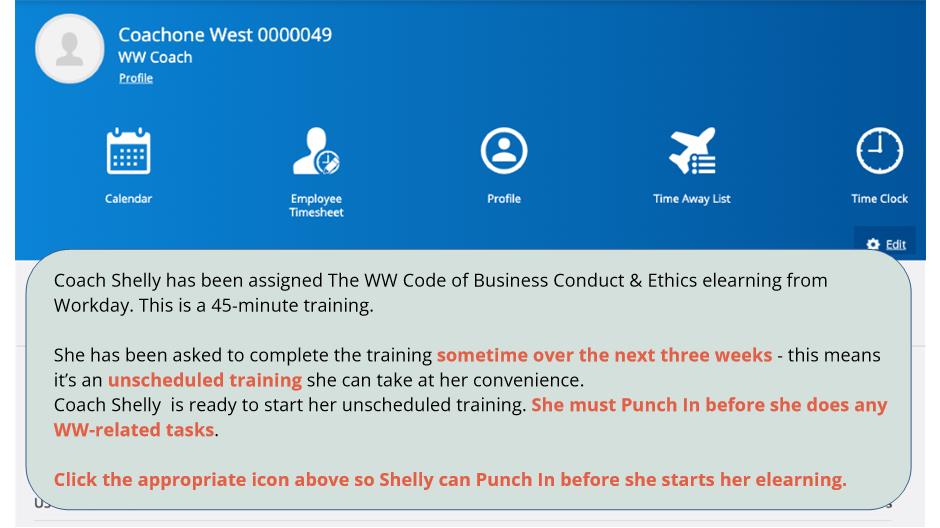 Coachone West 0000049
WW Coach
Profile
Calendar
Employee
Timesheet
Profile
Time Away List
Time Clock
Edit
Coach Shelly has been assigned The WW Code of Business Conduct & Ethics elearning from
Workday. This is a 45-minute training.
She has been asked to complete the training sometime over the next three weeks - this means
it's an unscheduled training she can take at her convenience.
Coach Shelly  is ready to start her unscheduled training. She must Punch In before she does any
WW-related tasks.
Click the appropriate icon above so Shelly can Punch In before she starts her elearning.